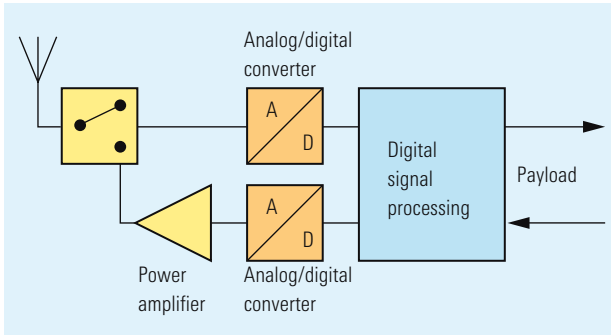 Analog/digital
converter
A
D
Digital
signal
processing
Payload
A
D
Power
amplifier
Analog/digital
converter